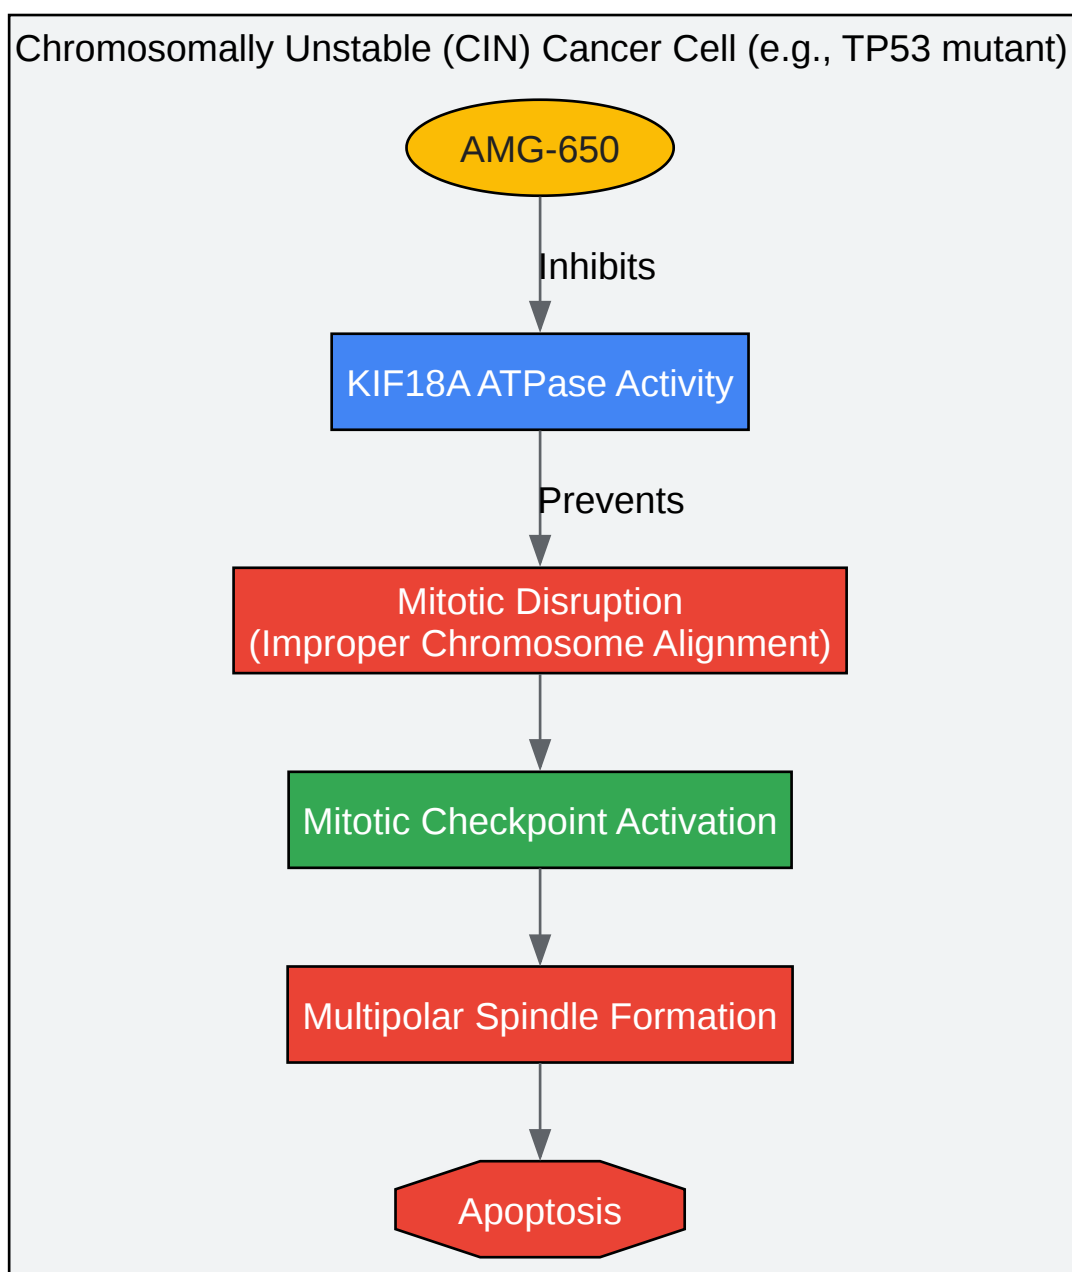 Chromosomally Unstable (CIN) Cancer Cell (e.g., TP53 mutant)
AMG-650
Inhibits
KIF18A ATPase Activity
Prevents
Mitotic Disruption
(Improper Chromosome Alignment)
Mitotic Checkpoint Activation
Multipolar Spindle Formation
Apoptosis